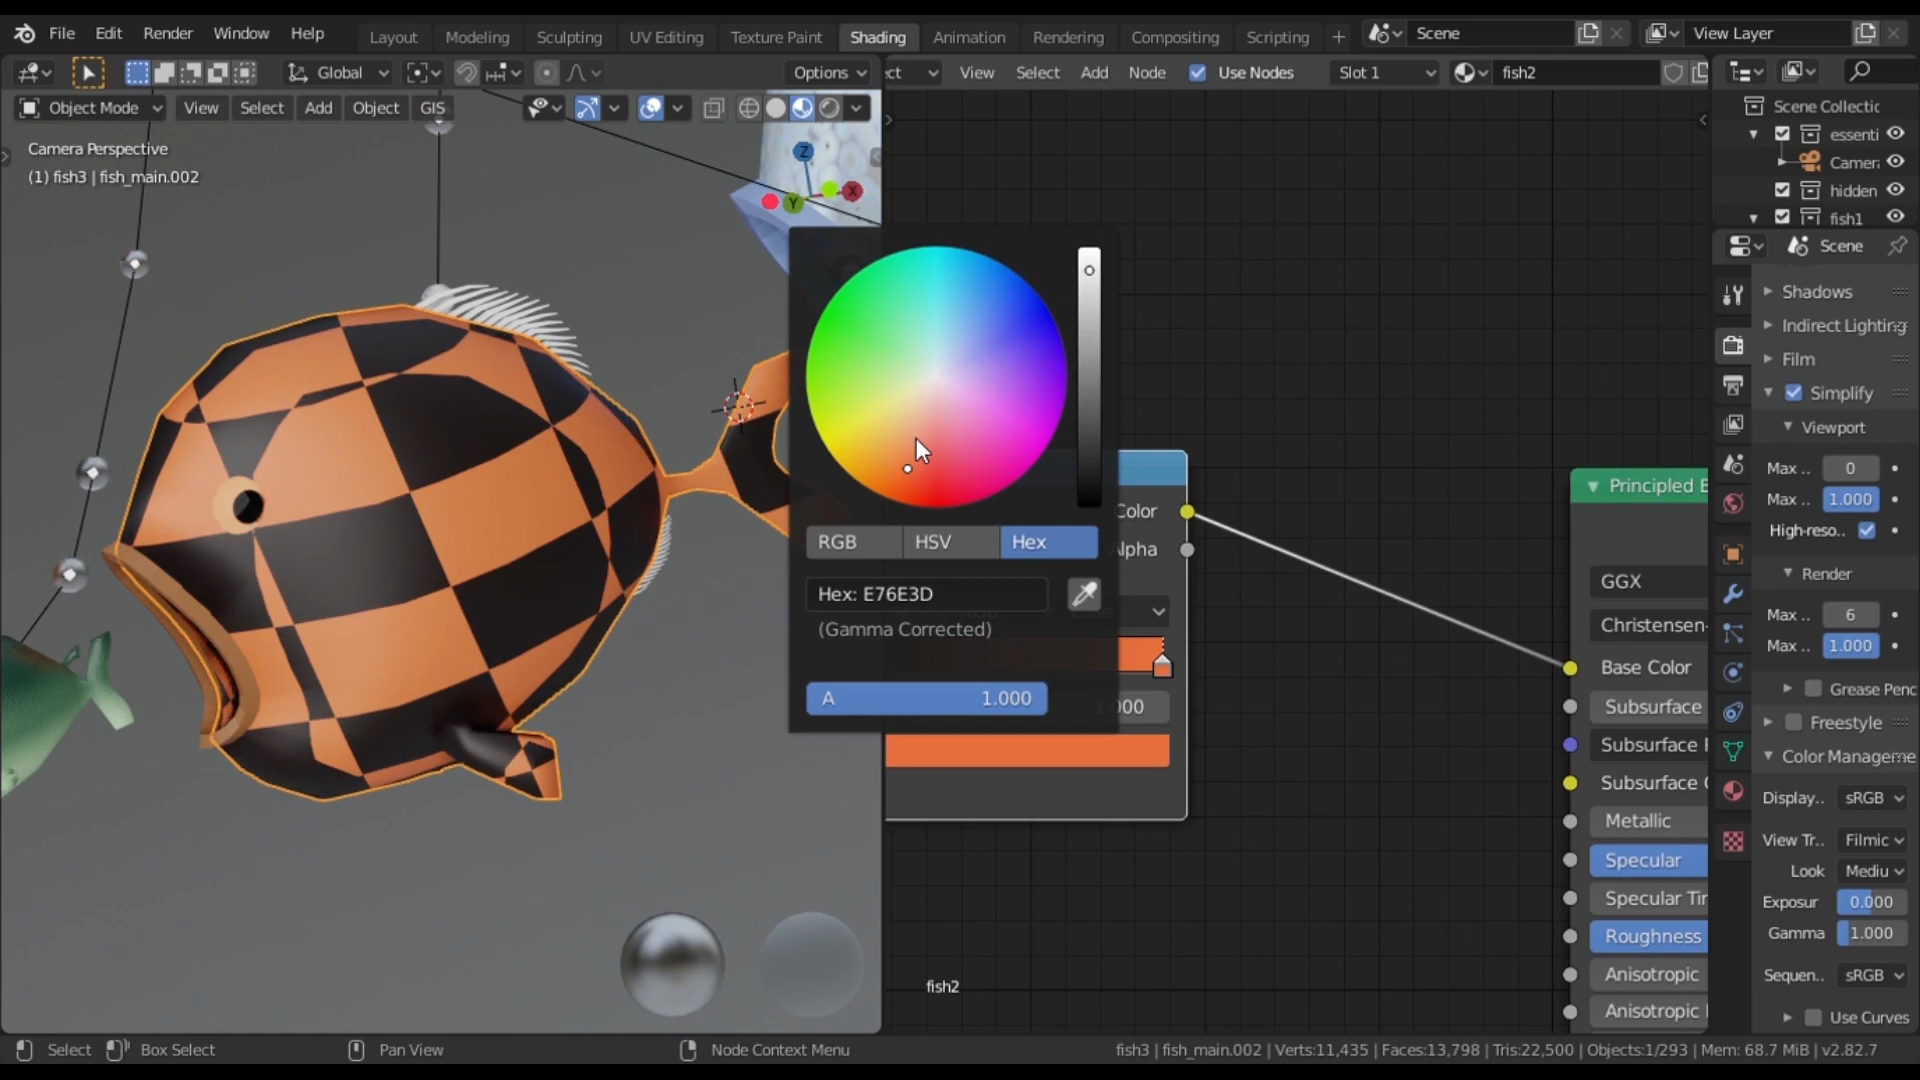 File Edit Render Window Help
Layout Modeling Sculpting UV Editing Texture Paint Shading Animation Rendering Compositing Scripting +
Scene
View Layer
Global
Options
ct View Select Add Node Use Nodes Slot 1 fish2
Object Mode View Select Add Object GIS
Camera Perspective
(1) fish3 | fish_main.002
Z
X
Y
RGB HSV Hex
Hex: E76E3D
(Gamma Corrected)
A 1.000
Color
Alpha
000
fish2
Principled B
GGX
Christensen-
Base Color
Subsurface
Subsurface
Subsurface
Metallic
Specular
Specular Tin
Roughness
Anisotropic
Anisotropic
Scene Collectic
essenti
Camera
hidden
fish1
Scene
Shadows
Indirect Lighting
Film
Simplify
Viewport
Max .. 0
Max .. 1.000
High-reso..
Render
Max .. 6
Max .. 1.000
Grease Penc
Freestyle
Color Manageme
Display.. sRGB
View Tr.. Filmic
Look Mediu
Exposur 0.000
Gamma 1.000
Sequen.. sRGB
Use Curves
Select Box Select Pan View Node Context Menu
fish3 | fish_main.002 | Verts:11,435 | Faces:13,798 | Tris:22,500 | Objects:1/293 | Mem: 68.7 MiB | v2.82.7